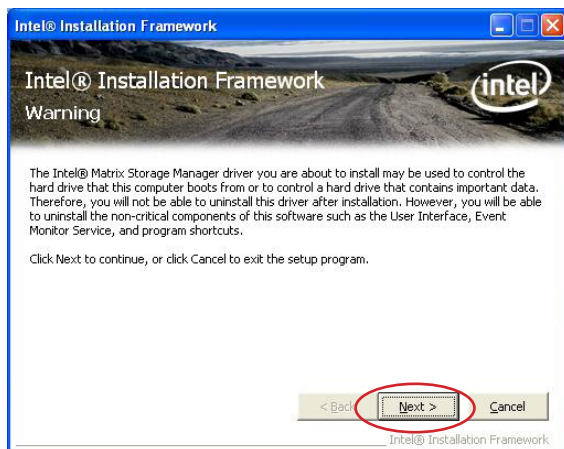 Intel® Installation Framework
Intel® Installation Framework
intel
Warning
The Intel® Matrix Storage Manager driver you are about to install may be used to control the
hard drive that this computer boots from or to control a hard drive that contains important data.
Therefore, you will not be able to uninstall this driver after installation. However, you will be able
to uninstall the non-critical components of this software such as the User Interface, Event
Monitor Service, and program shortcuts.
Click Next to continue, or click Cancel to exit the setup program.
< Back Next > Cancel
Intel® Installation Framework